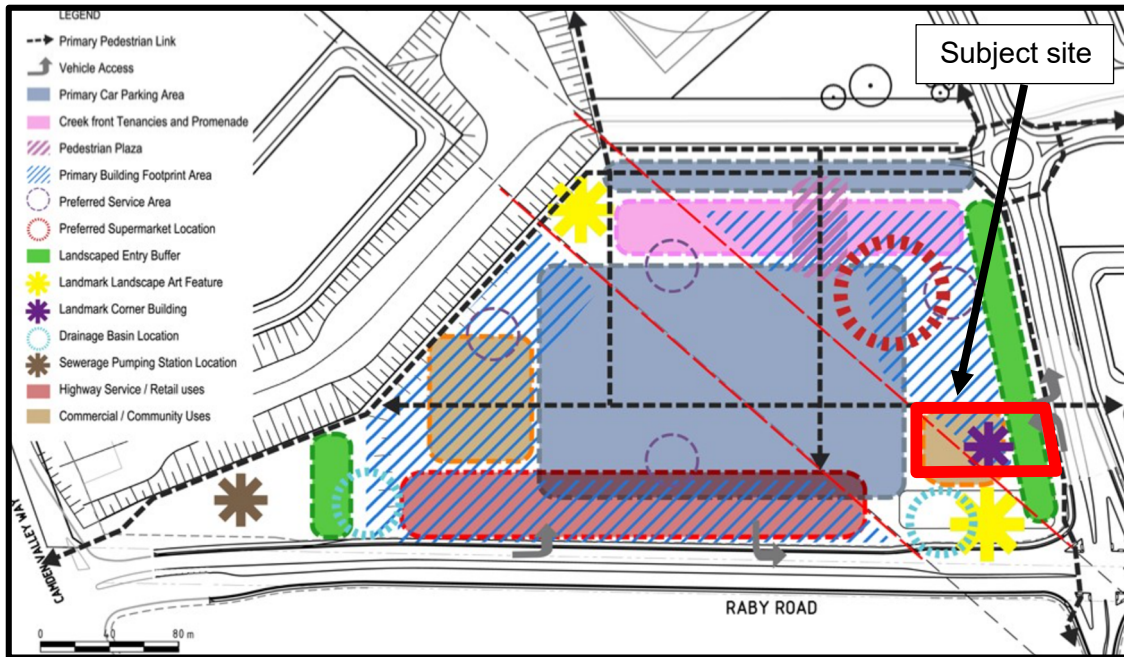 LEGEND
Primary Pedestrian Link
Vehicle Access
Primary Car Parking Area
Creek front Tenancies and Promenade
Pedestrian Plaza
Primary Building Footprint Area
Preferred Service Area
Preferred Supermarket Location
Landscaped Entry Buffer
Landmark Landscape Art Feature
Landmark Corner Building
Drainage Basin Location
Sewerage Pumping Station Location
Highway Service / Retail uses
Commercial / Community Uses
Subject site
CAMDEN VALLEY WAY
RABY ROAD
0 40 80 m